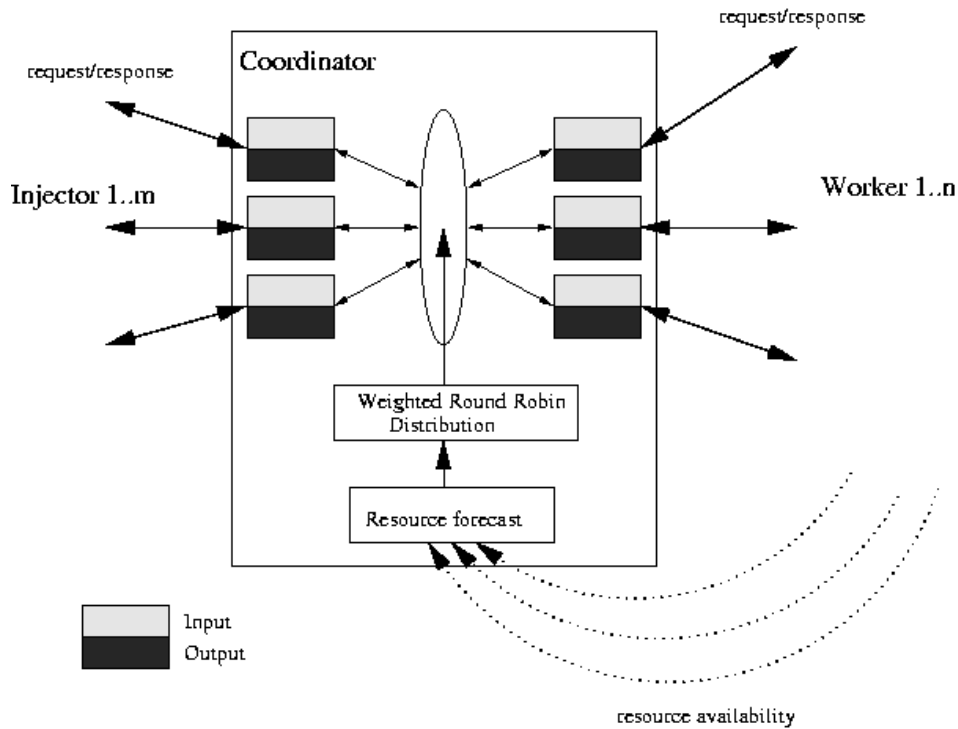 request/response
Coordinator
request/response
Injector 1..m
Worker 1..n
Weighted Round Robin
Distribution
Resource forecast
Input
Output
resource availability